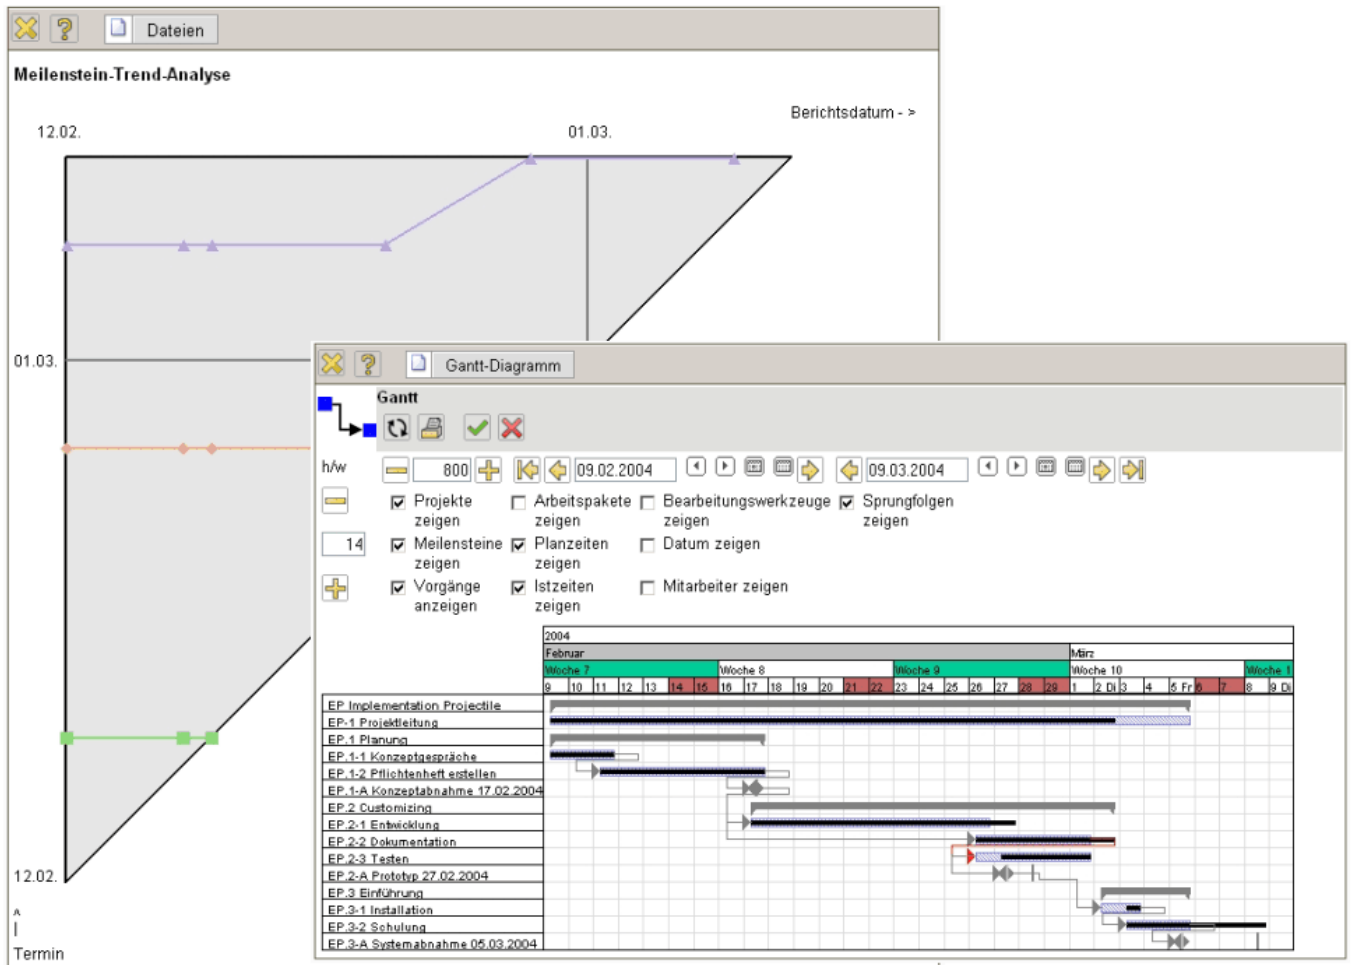 Dateien
Meilenstein-Trend-Analyse
Berichtsdatum - >
12.02.
01.03.
01.03.
12.02.
^
|
Termin
Gantt-Diagramm
Gantt
h/w
800
09.02.2004
09.03.2004
14
Projekte zeigen
Arbeitspakete zeigen
Bearbeitungswerkzeuge zeigen
Sprungfolgen zeigen
Meilensteine zeigen
Planzeiten zeigen
Datum zeigen
Vorgänge anzeigen
Istzeiten zeigen
Mitarbeiter zeigen
2004
Februar März
Woche 7 Woche 8 Woche 9 Woche 10 Woche 1
9 10 11 12 13 14 15 16 17 18 19 20 21 22 23 24 25 26 27 28 29 1 2 Di 3 4 5 Fr 6 7 8 9 Di
EP Implementation Projectile
EP-1 Projektleitung
EP.1 Planung
EP.1-1 Konzeptgespräche
EP.1-2 Pflichtenheft erstellen
EP.1-A Konzeptabnahme 17.02.2004
EP.2 Customizing
EP.2-1 Entwicklung
EP.2-2 Dokumentation
EP.2-3 Testen
EP.2-A Prototyp 27.02.2004
EP.3 Einführung
EP.3-1 Installation
EP.3-2 Schulung
EP.3-A Systemabnahme 05.03.2004